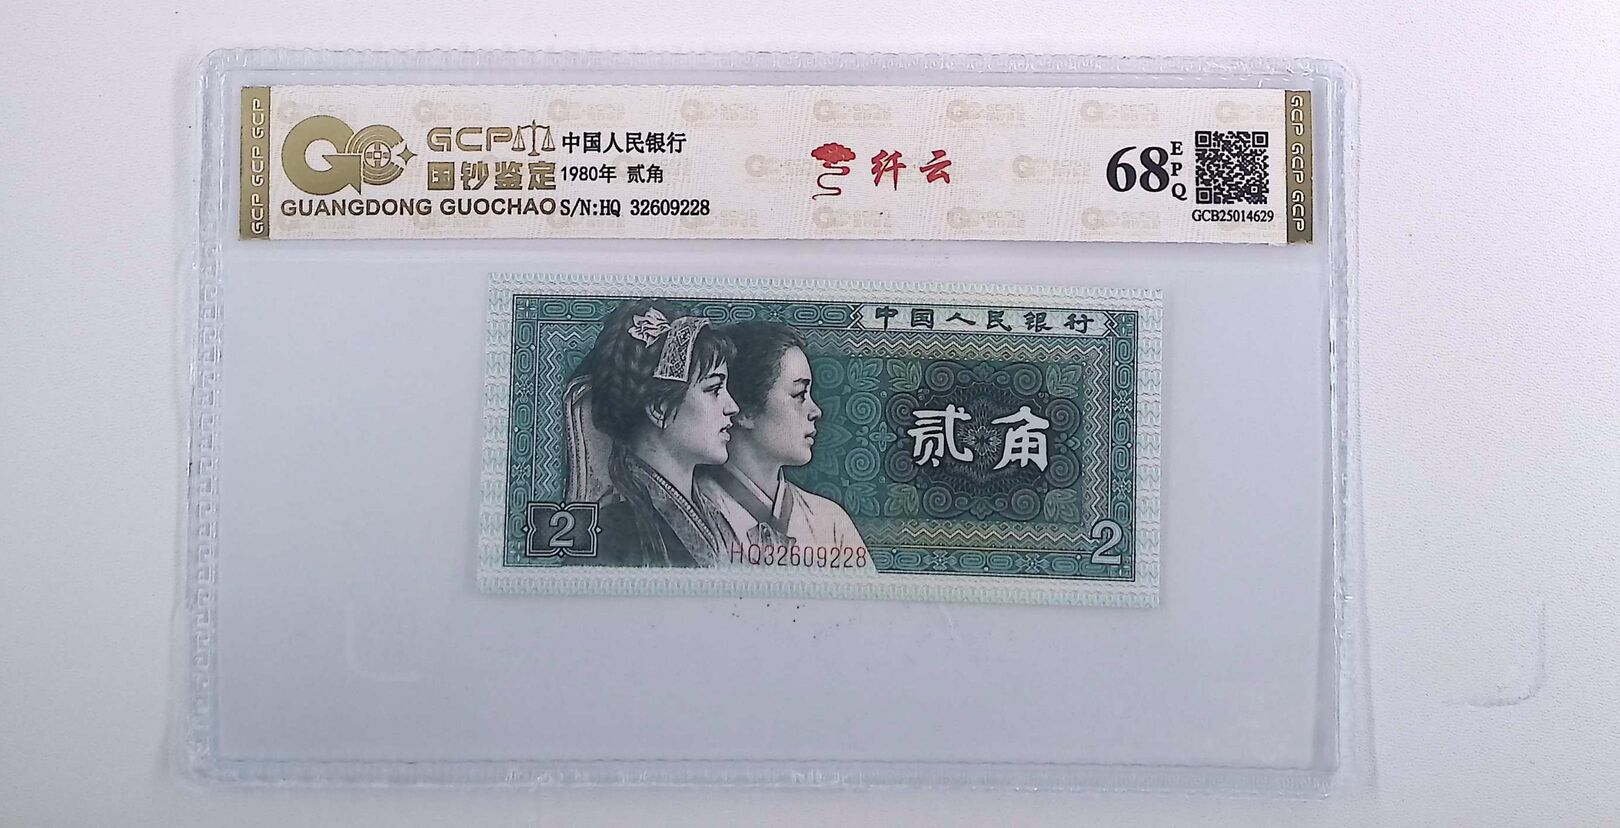 GCP GCP GCP
GCP
国钞鉴定
GUANGDONG GUOCHAO
中国人民银行
1980年 贰角
S/N:HQ 32609228
纤云
68
EPQ
GCB25014629
GCP GCP GCP
中国人民银行
贰角
2
HQ32609228
2